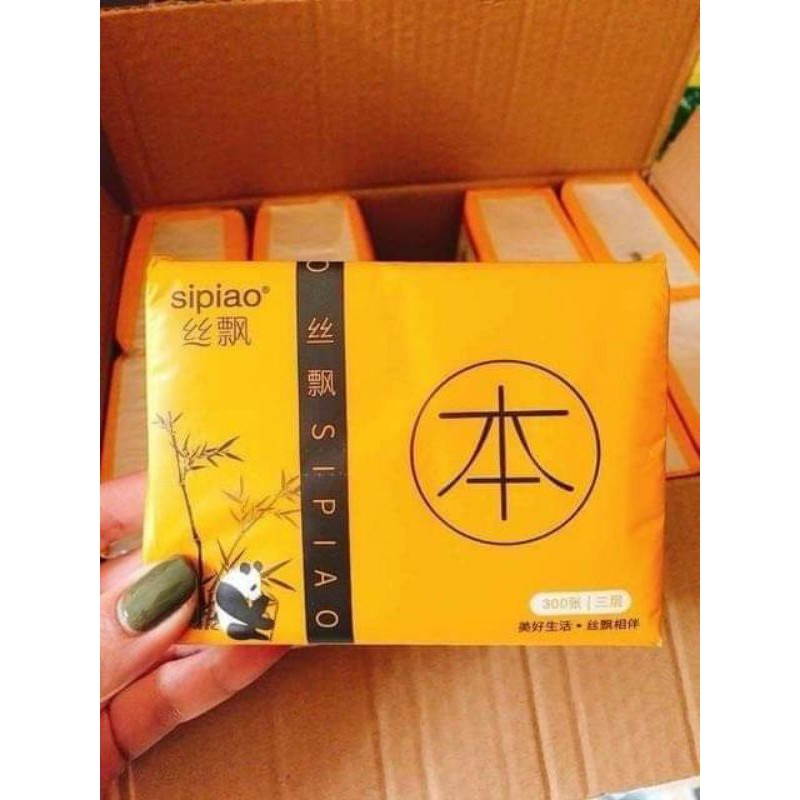 sipiao®
丝飘
丝飘 SIPIAO
本
300张 | 三层
美好生活·丝飘相伴